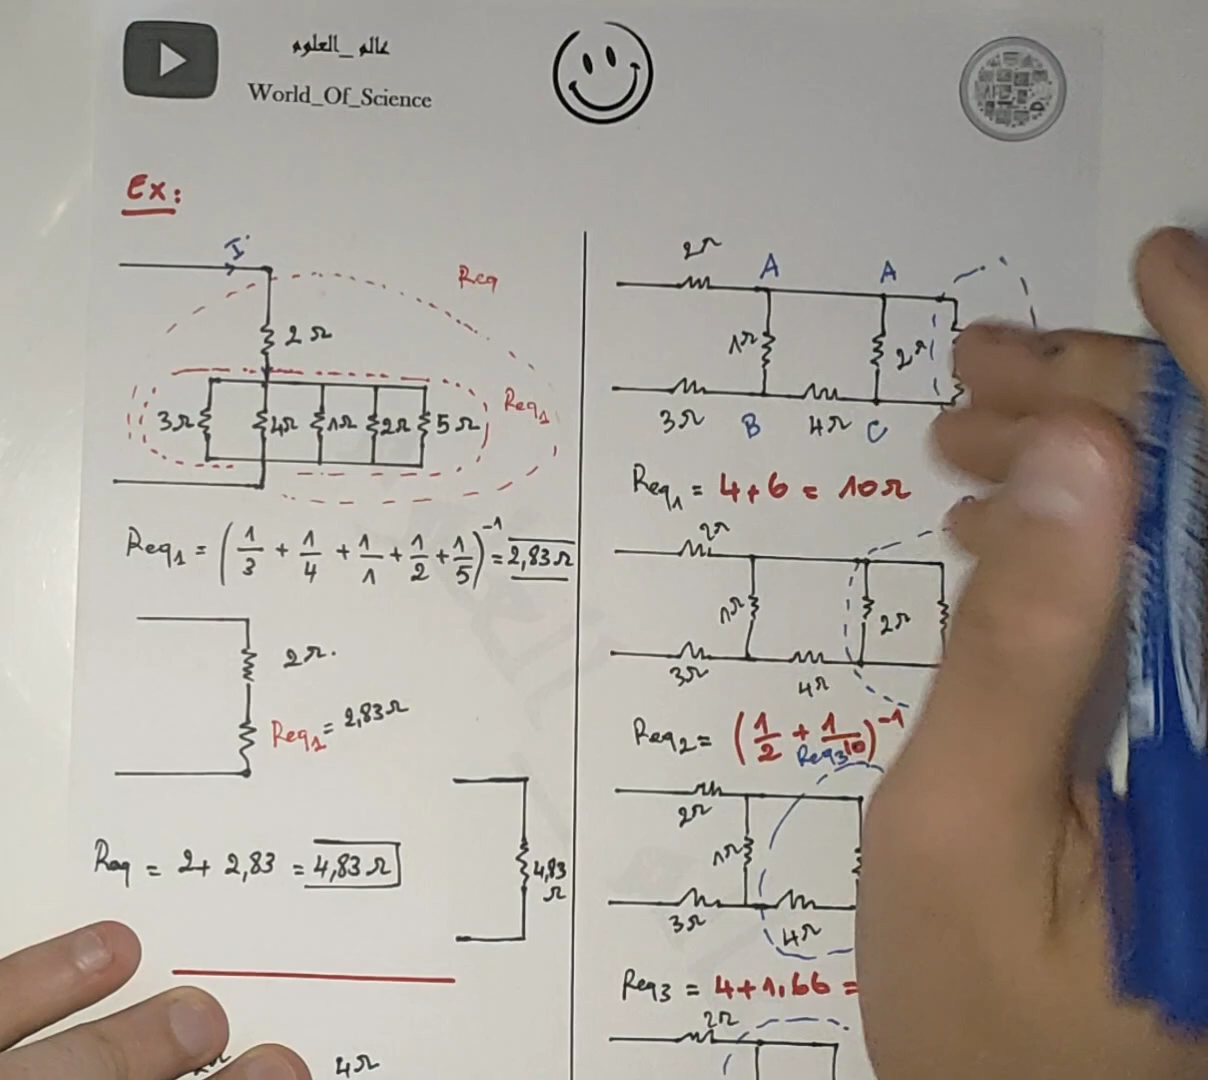 عالم_العلوم
World_Of_Science
Ex:
I
Req
2Ω
Req₁
3Ω 4Ω 1Ω 2Ω 5Ω
Req₁ = (1/3 + 1/4 + 1/1 + 1/2 + 1/5)⁻¹ = 2,83Ω
2Ω.
Req₁ = 2,83Ω
Req = 2 + 2,83 = 4,83Ω
4,83
Ω
4Ω
2Ω
A A
1Ω 2Ω
3Ω B 4Ω C
Req₁ = 4 + 6 = 10Ω
2Ω
1Ω 2Ω
3Ω 4Ω
Req₂ = (1/2 + 1/10)⁻¹
Req₃
2Ω
1Ω
3Ω 4Ω
Req₃ = 4 + 1,66 =
2Ω